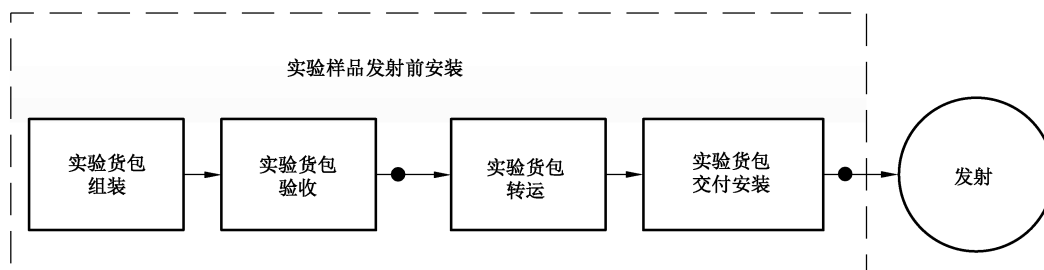 实验样品发射前安装
实验货包
组装
实验货包
验收
实验货包
转运
实验货包
交付安装
发射